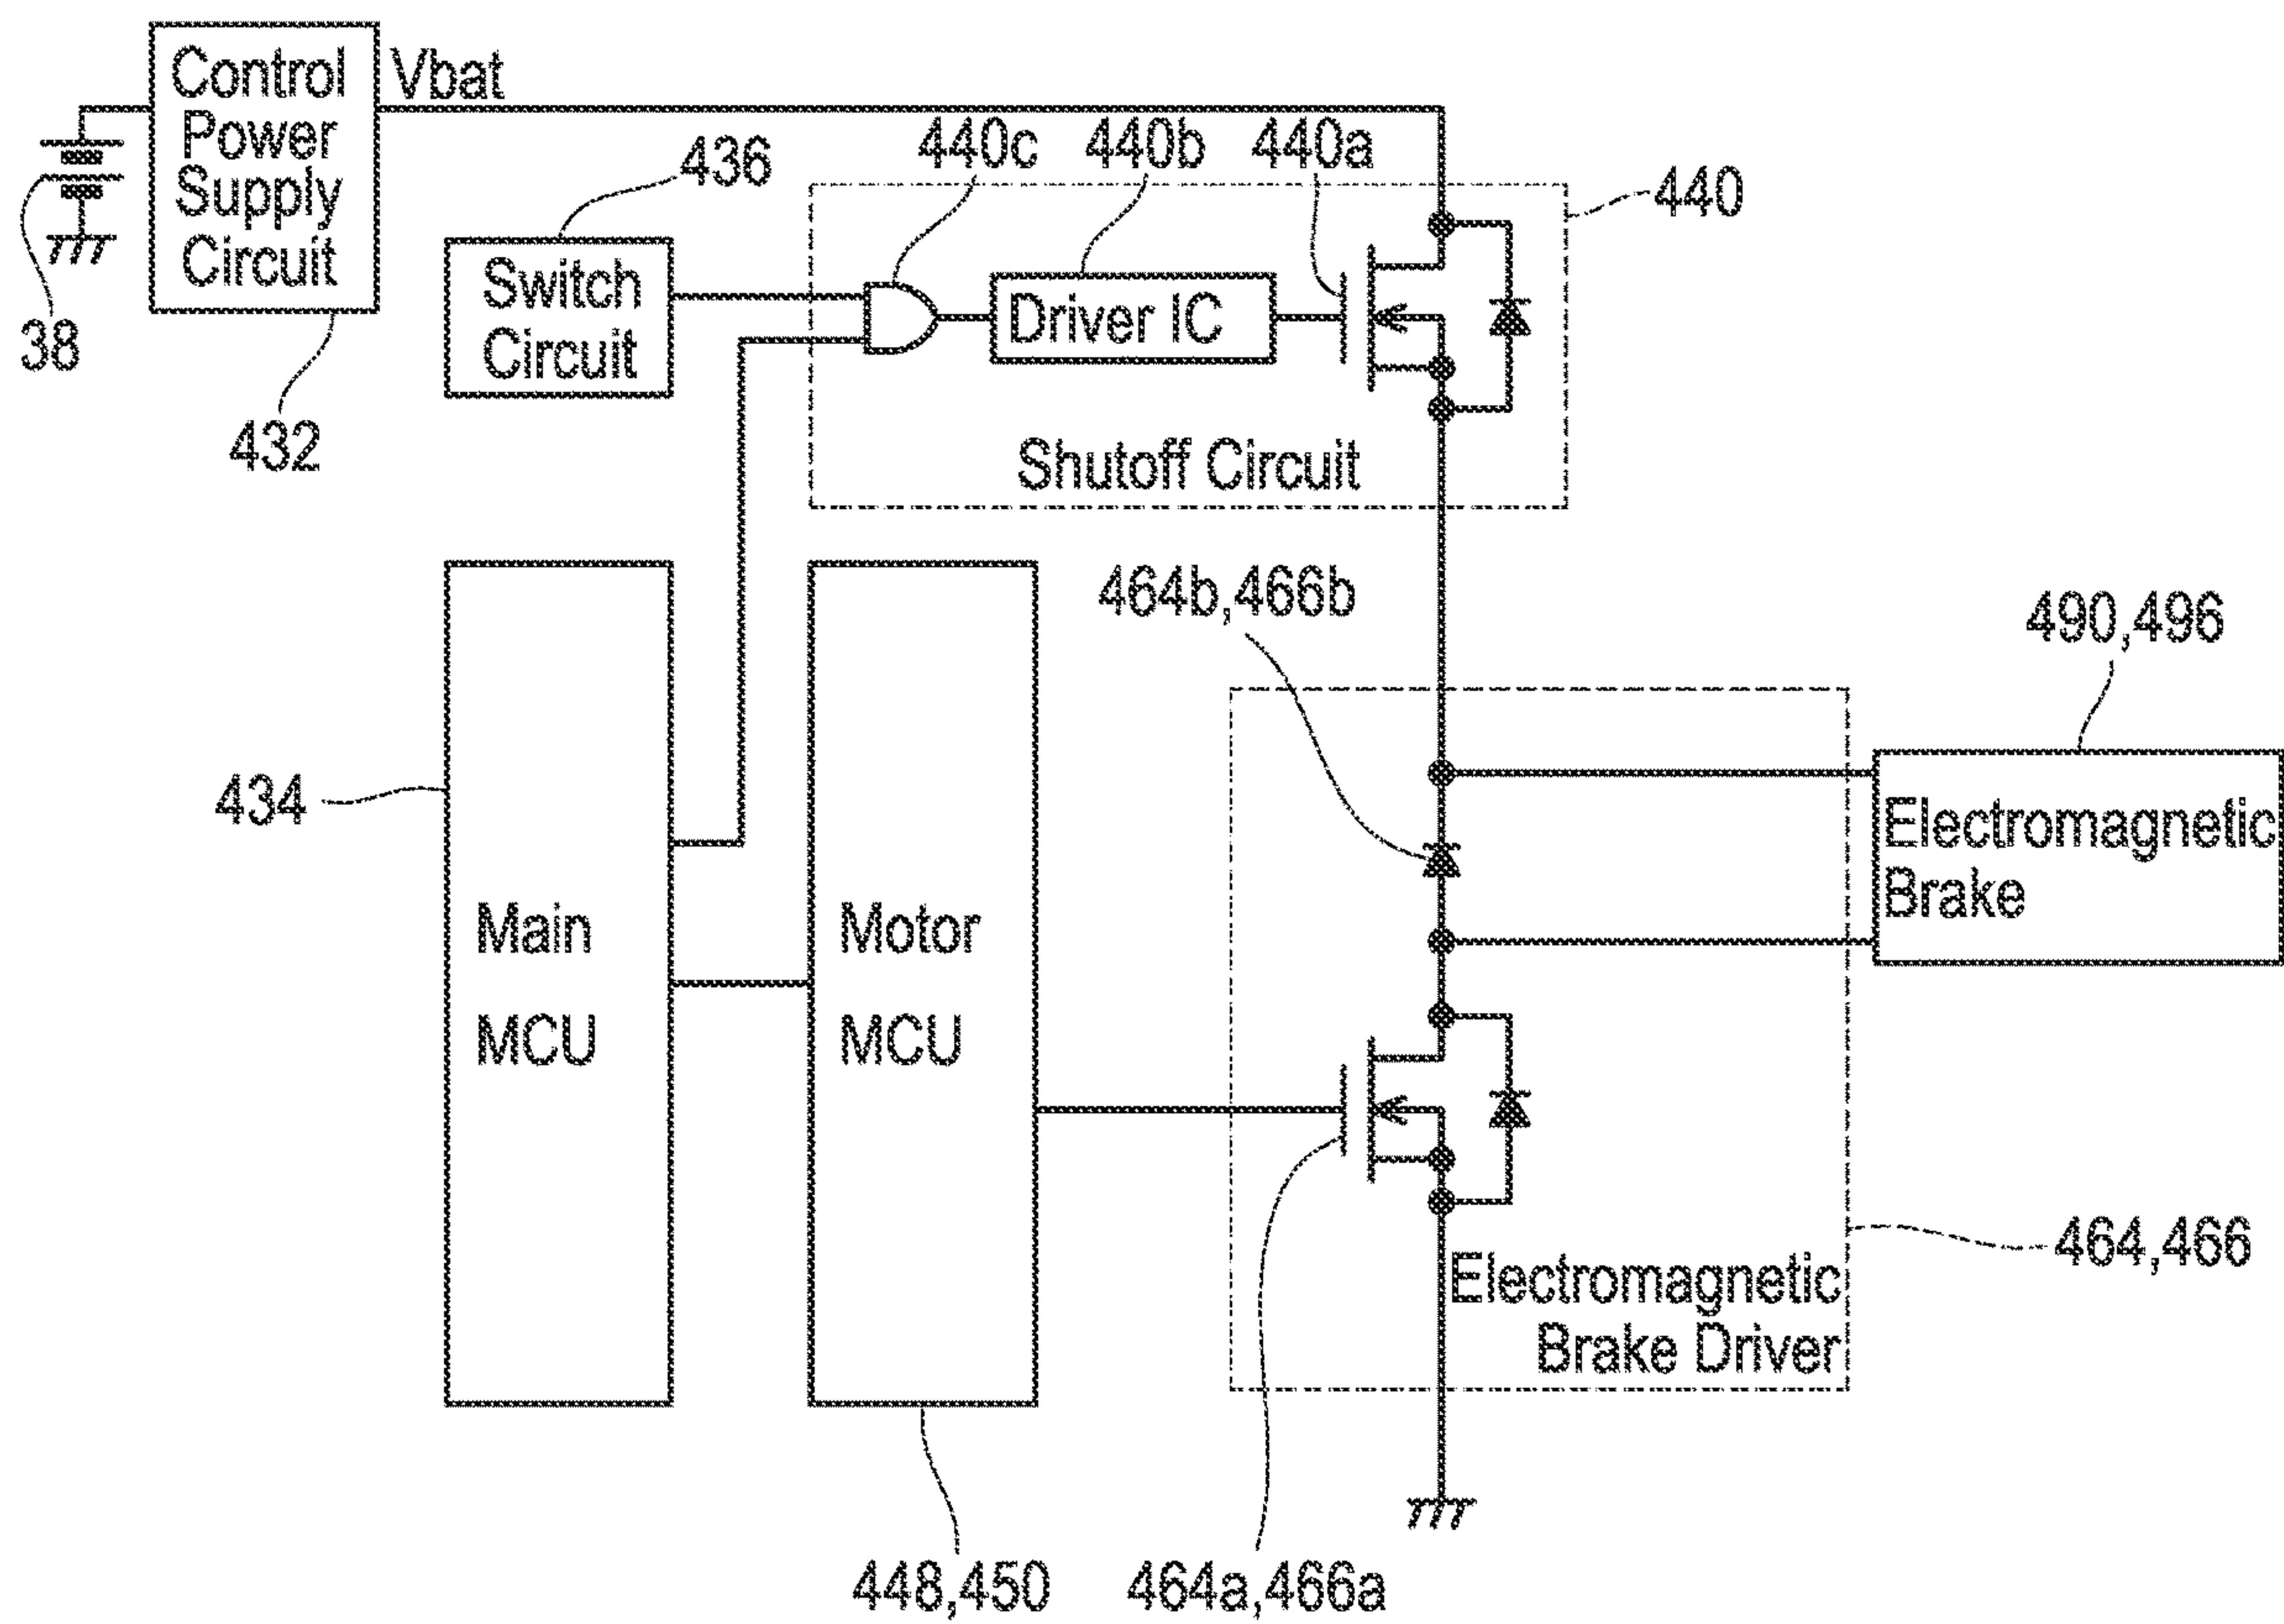 Control
Power
Supply
Circuit
Vbat
38
432
436
440c
440b
440a
440
Switch
Circuit
Driver IC
Shutoff Circuit
434
Main
MCU
Motor
MCU
464b,466b
490,496
Electromagnetic
Brake
Electromagnetic
Brake Driver
464,466
448,450
464a,466a